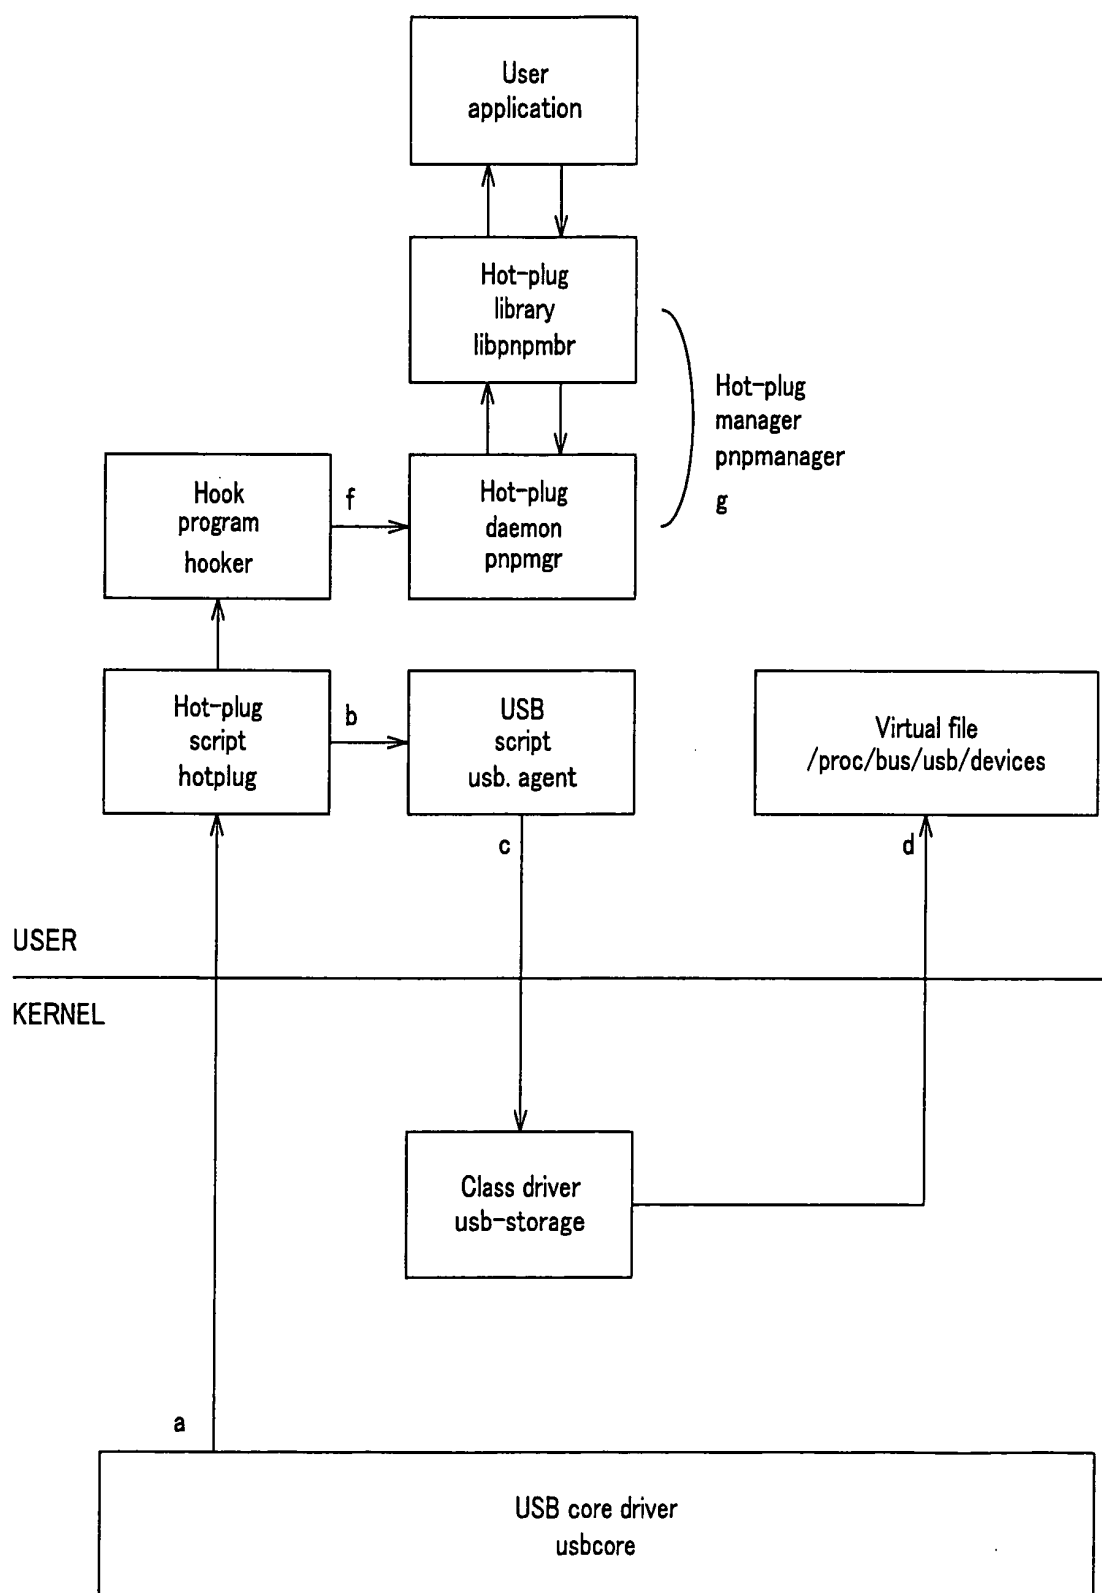 User
application
Hot-plug
library
libpnpmbr
Hot-plug
manager
pnpmanager
g
Hook
program
hooker
f
Hot-plug
daemon
pnpmgr
Hot-plug
script
hotplug
b
USB
script
usb. agent
Virtual file
/proc/bus/usb/devices
c
d
USER
KERNEL
Class driver
usb-storage
a
USB core driver
usbcore